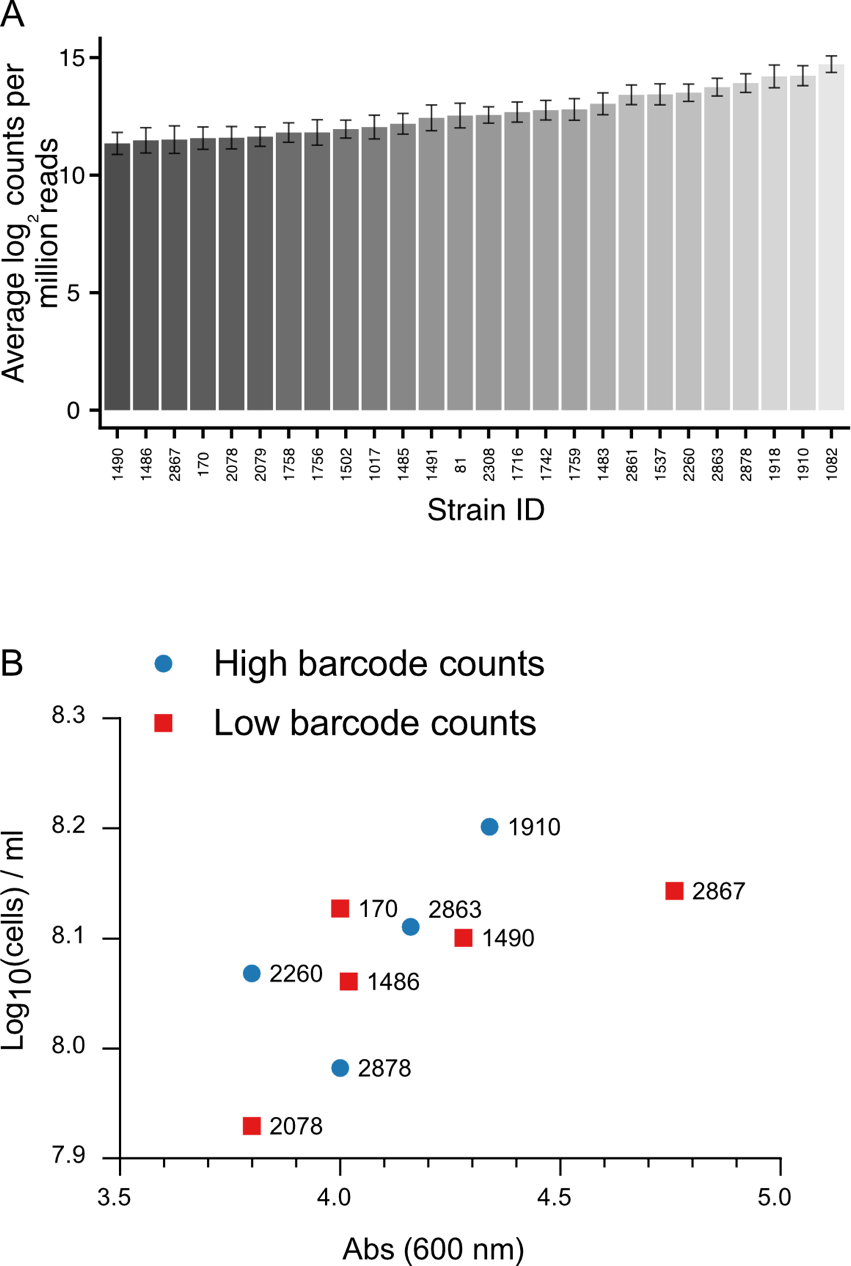 A
Average log2 counts per
million reads
15
10
5
0
1490 1486 2867 170 2078 2079 1758 1756 1502 1017 1485 1491 81 2308 1716 1742 1759 1483 2861 1537 2260 2863 2878 1918 1910 1082
Strain ID
B
High barcode counts
Low barcode counts
Log10(cells) / ml
8.3
8.2
8.1
8.0
7.9
1910
2867
170
2863
1490
2260
1486
2878
2078
3.5 4.0 4.5 5.0
Abs (600 nm)